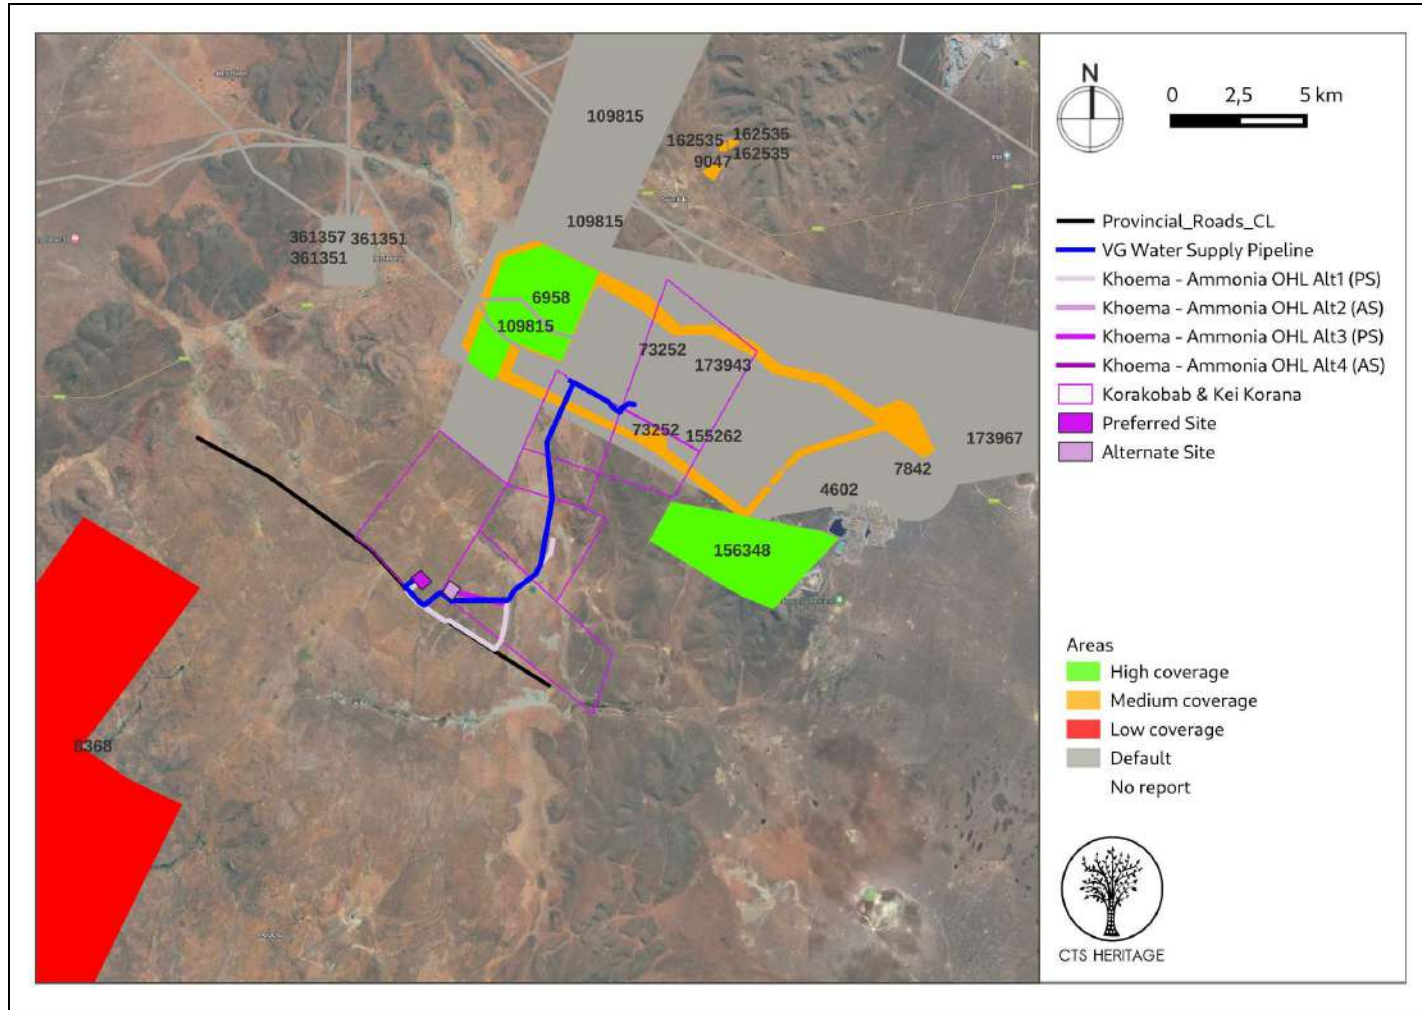 109815
162535 162535
162535
9047
109815
361357 361351
361351
6958
109815
73252
173943
73252 155262
173967
7842
4602
156348
8368
N
0 2,5 5 km
Provincial_Roads_CL
VG Water Supply Pipeline
Khoema - Ammonia OHL Alt1 (PS)
Khoema - Ammonia OHL Alt2 (AS)
Khoema - Ammonia OHL Alt3 (PS)
Khoema - Ammonia OHL Alt4 (AS)
Korakobab & Kei Korana
Preferred Site
Alternate Site
Areas
High coverage
Medium coverage
Low coverage
Default
No report
CTS HERITAGE